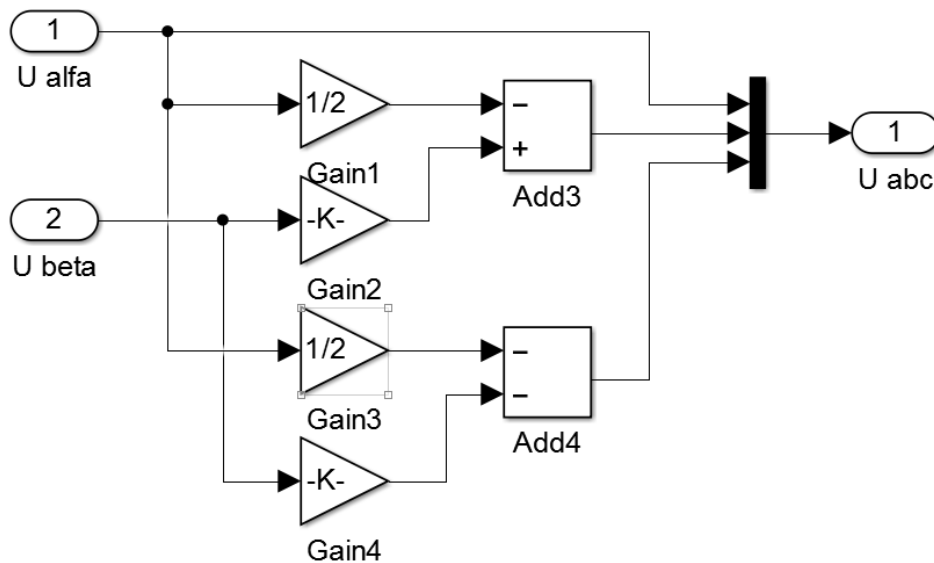 1
U alfa
1/2
Gain1
−
+
Add3
1
U abc
2
U beta
-K-
Gain2
1/2
Gain3
−
−
Add4
-K-
Gain4